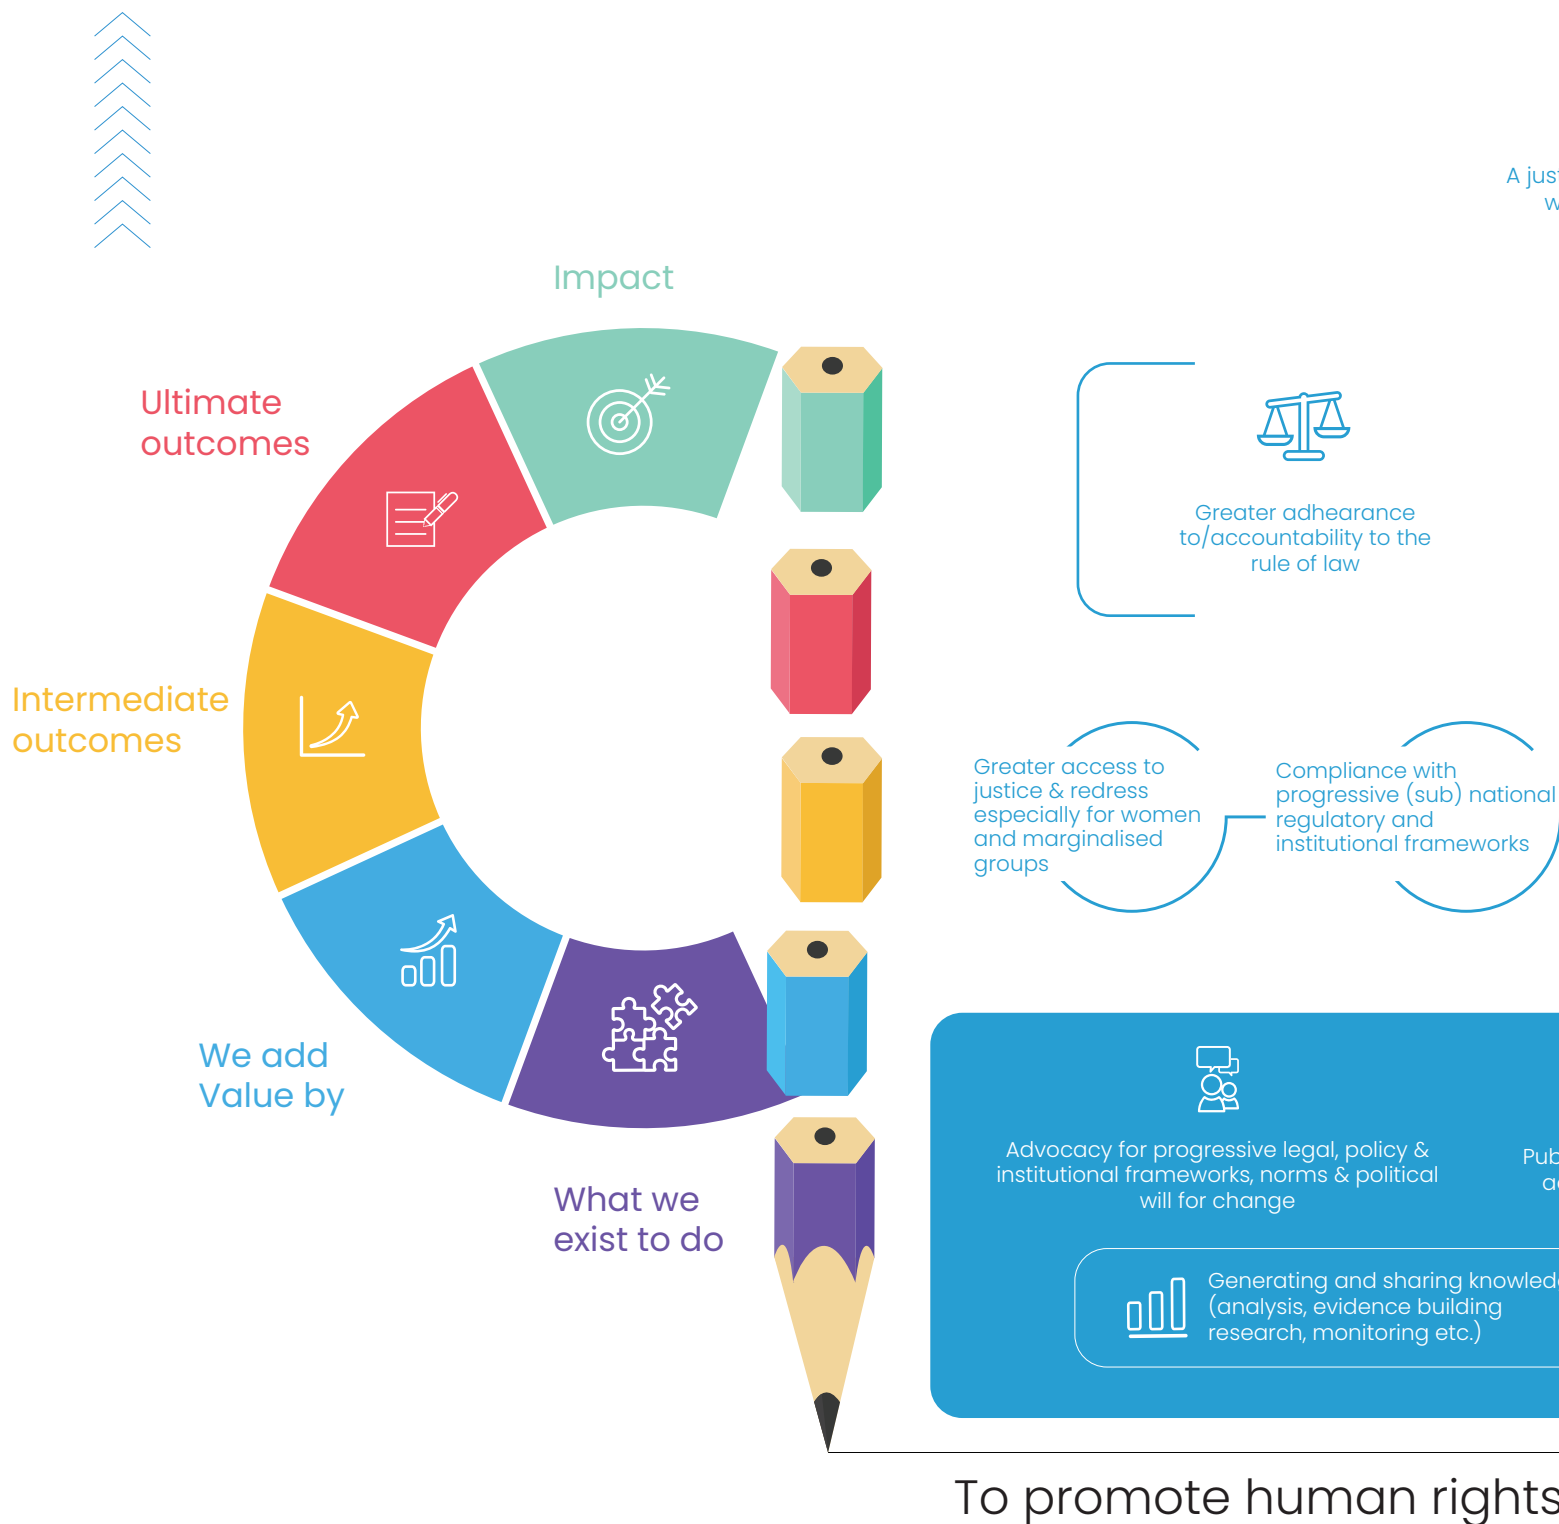 A jus
w
Impact
Ultimate
outcomes
Greater adhearance
to/accountability to the
rule of law
Intermediate
outcomes
Greater access to
justice & redress
especially for women
and marginalised
groups
Compliance with
progressive (sub) national
regulatory and
institutional frameworks
We add
Value by
Advocacy for progressive legal, policy &
institutional frameworks, norms & political
will for change
Pub
a
What we
exist to do
Generating and sharing knowled
(analysis, evidence building
research, monitoring etc.)
To promote human rights